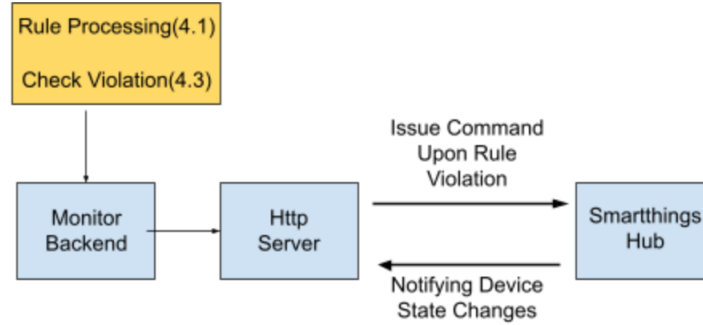 Rule Processing(4.1)
Check Violation(4.3)
Issue Command
Upon Rule
Violation
Monitor
Backend
Http
Server
Smartthings
Hub
Notifying Device
State Changes